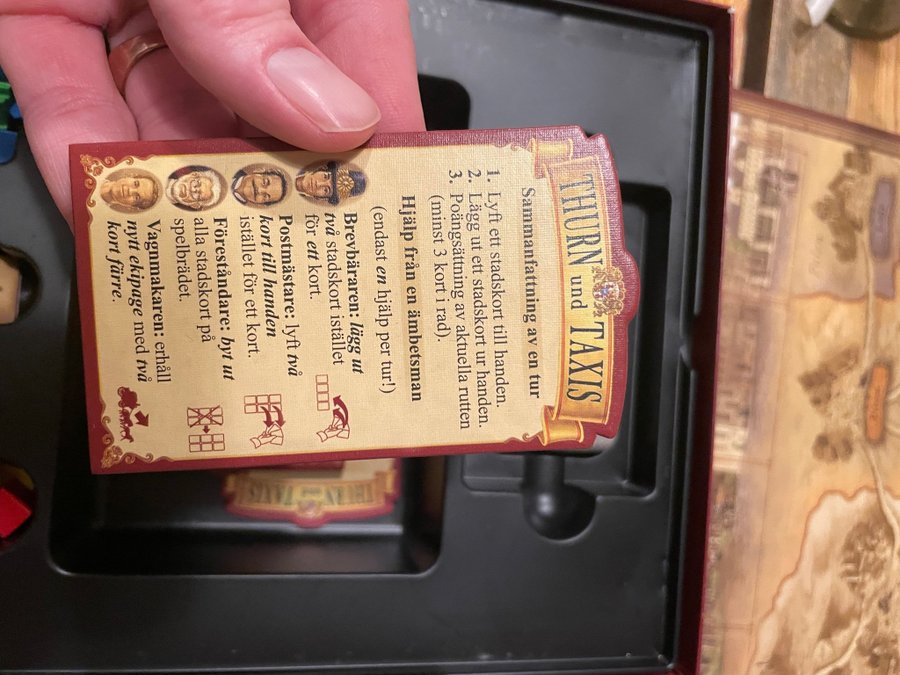 THURN und TAXIS
Sammanfattning av en tur
1. Lyft ett stadskort till handen.
2. Lägg ut ett stadskort ur handen.
3. Poängsättning av aktuella rutten
(minst 3 kort i rad).
Hjälp från en ämbetsman
(endast en hjälp per tur!)
Brevbäraren: lägg ut
två stadskort istället
för ett kort.
Postmästare: lyft två
kort till handen
istället för ett kort.
Föreståndare: byt ut
alla stadskort på
spelbrädet.
Vagnmakaren: erhåll
nytt ekipage med två
kort färre.
THURN und TAXIS